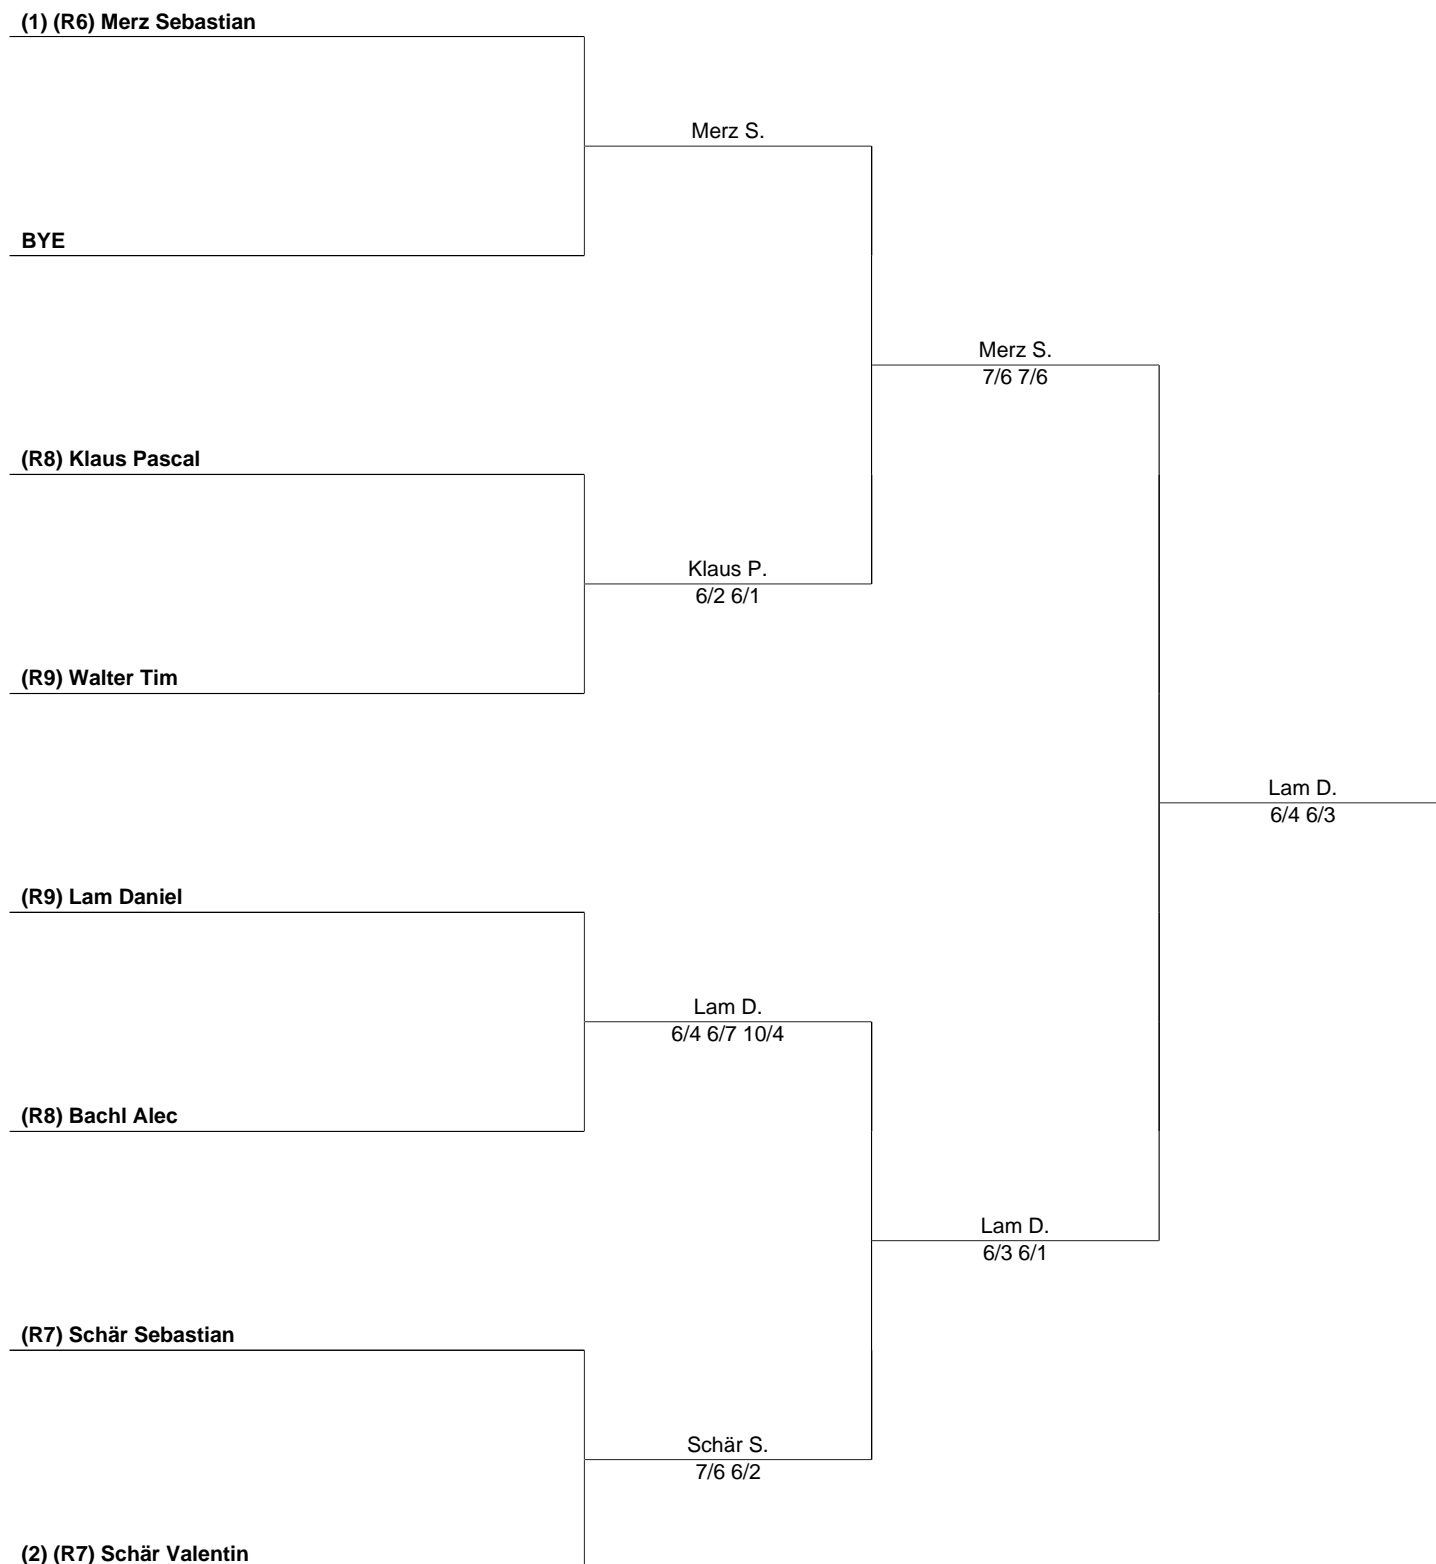 (1) (R6) Merz Sebastian
Merz S.
BYE
Merz S.
7/6 7/6
(R8) Klaus Pascal
Klaus P.
6/2 6/1
(R9) Walter Tim
Lam D.
6/4 6/3
(R9) Lam Daniel
Lam D.
6/4 6/7 10/4
(R8) Bachl Alec
Lam D.
6/3 6/1
(R7) Schär Sebastian
Schär S.
7/6 6/2
(2) (R7) Schär Valentin